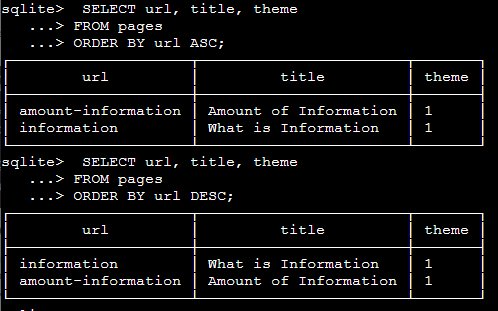 sqlite> SELECT url, title, theme
...> FROM pages
...> ORDER BY url ASC;
url title theme
amount-information Amount of Information 1
information What is Information 1
sqlite> SELECT url, title, theme
...> FROM pages
...> ORDER BY url DESC;
url title theme
information What is Information 1
amount-information Amount of Information 1